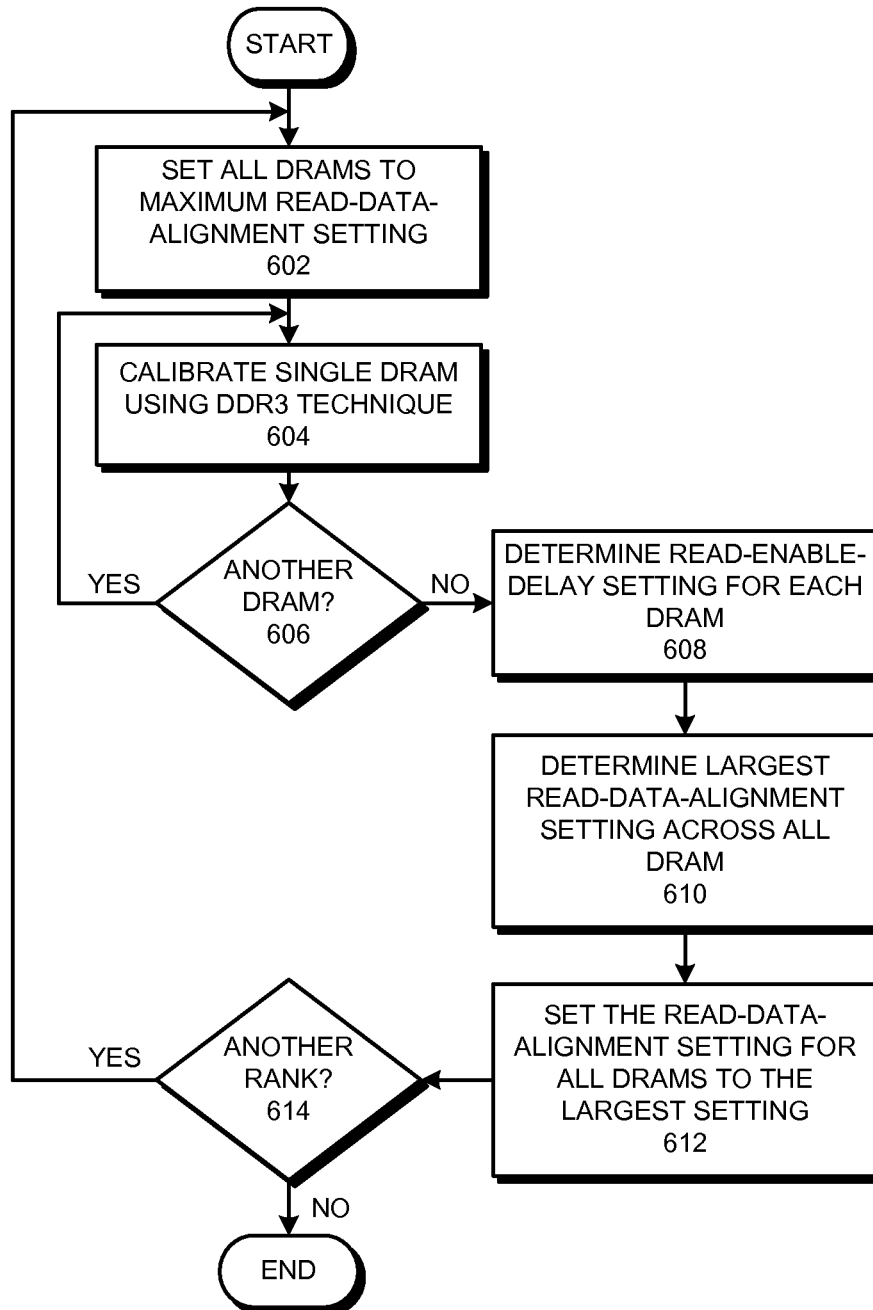 START
SET ALL DRAMS TO
MAXIMUM READ-DATA-
ALIGNMENT SETTING
602
CALIBRATE SINGLE DRAM
USING DDR3 TECHNIQUE
604
YES
ANOTHER
DRAM?
606
NO
DETERMINE READ-ENABLE-
DELAY SETTING FOR EACH
DRAM
608
DETERMINE LARGEST
READ-DATA-ALIGNMENT
SETTING ACROSS ALL
DRAM
610
SET THE READ-DATA-
ALIGNMENT SETTING FOR
ALL DRAMS TO THE
LARGEST SETTING
612
YES
ANOTHER
RANK?
614
NO
END